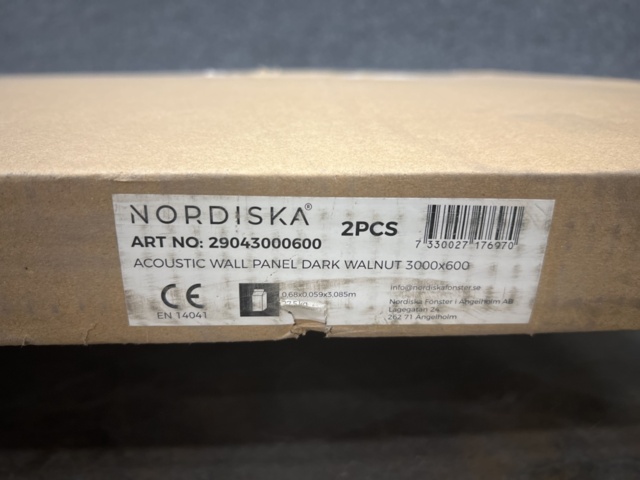 NORDISKA®
2PCS
ART NO: 29043000600
7 330027 176970
ACOUSTIC WALL PANEL DARK WALNUT 3000x600
CE
EN 14041
0.68x0.059x3.085m
info@nordiskafonster.se
Nordiska Fönster i Ängelholm AB
Lagegatan 24
262 71 Ängelholm